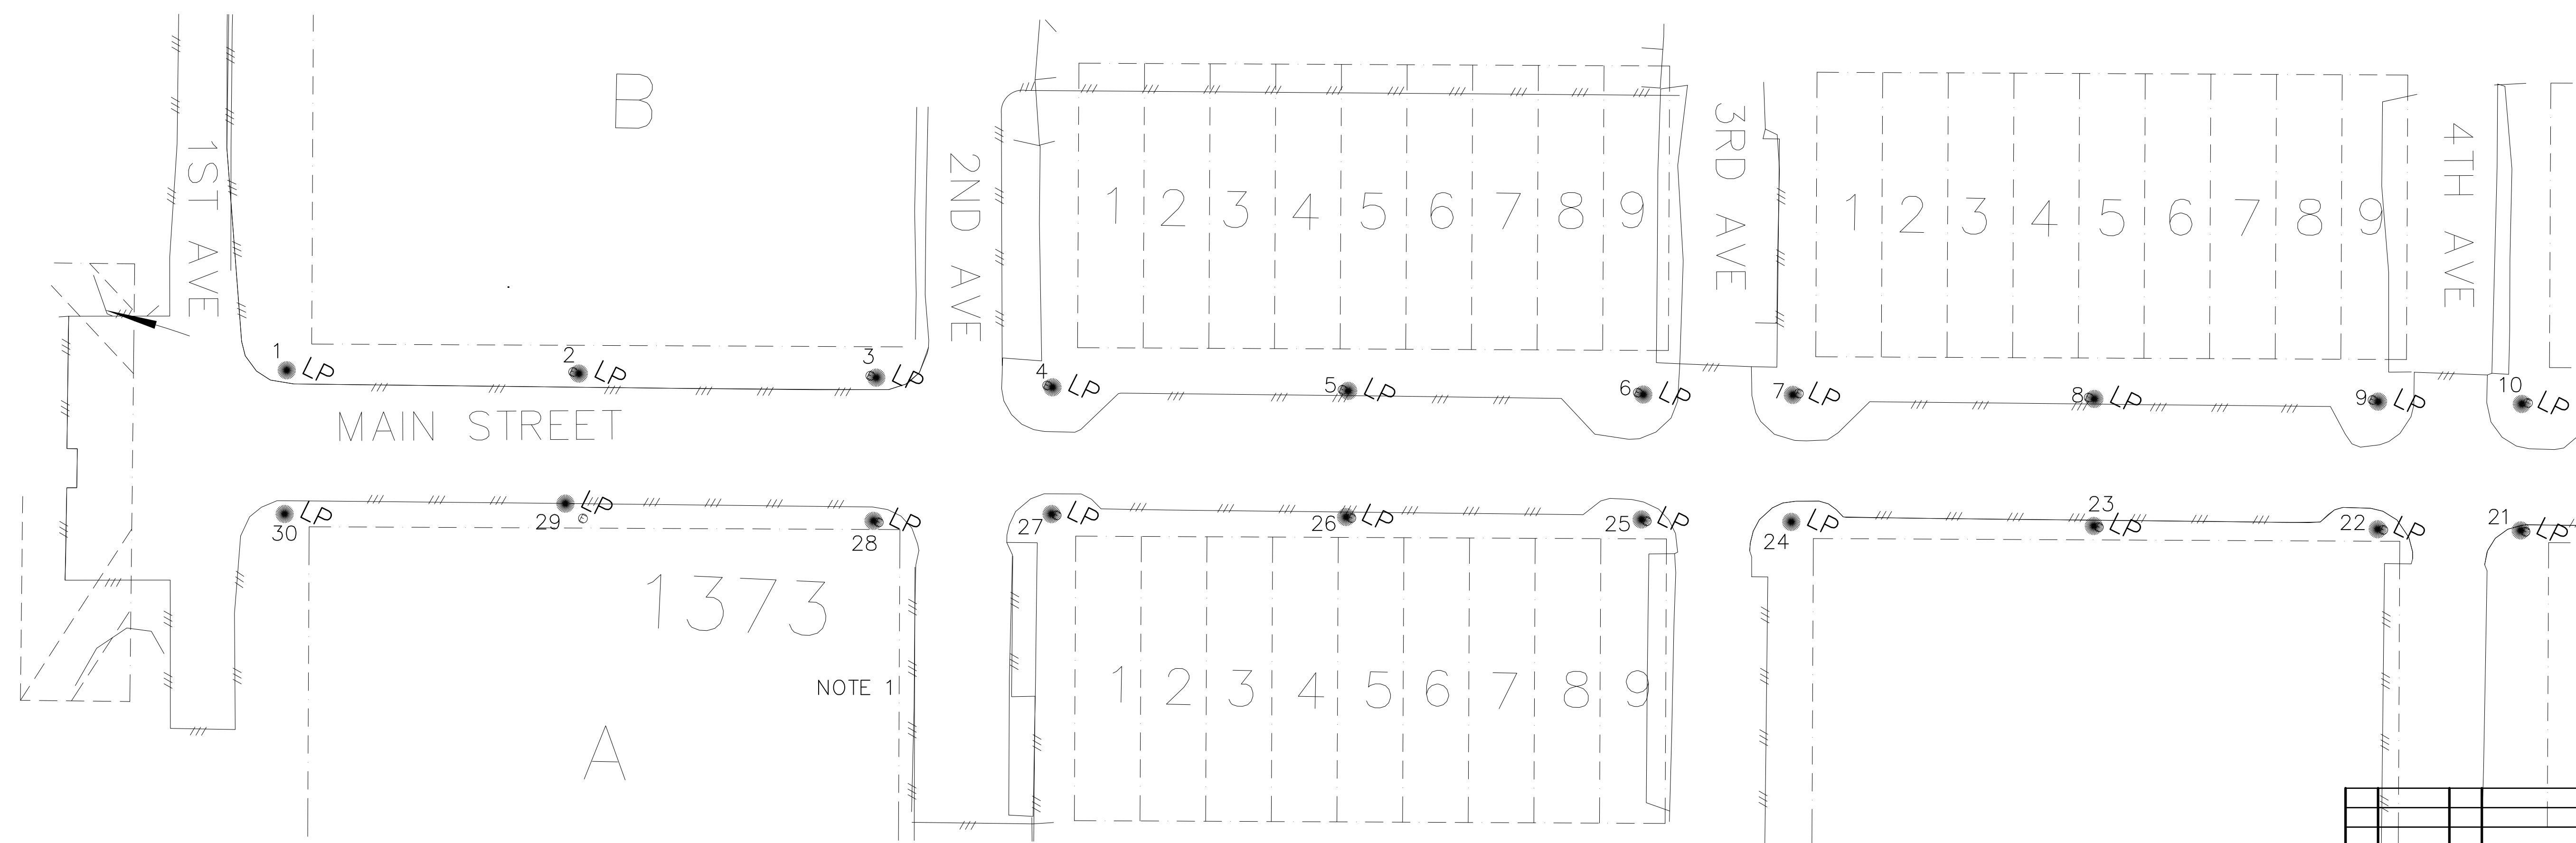 B
1ST AVE
2ND AVE
3RD AVE
4TH AVE
1 2 3 4 5 6 7 8 9
1 2 3 4 5 6 7 8 9
1 LP
2 LP
3 LP
4 LP
5 LP
6 LP
7 LP
8 LP
9 LP
10 LP
MAIN STREET
30 LP
29 LP
28 LP
27 LP
26 LP
25 LP
24 LP
23 LP
22 LP
21 LP
1373
NOTE 1
1 2 3 4 5 6 7 8 9
A